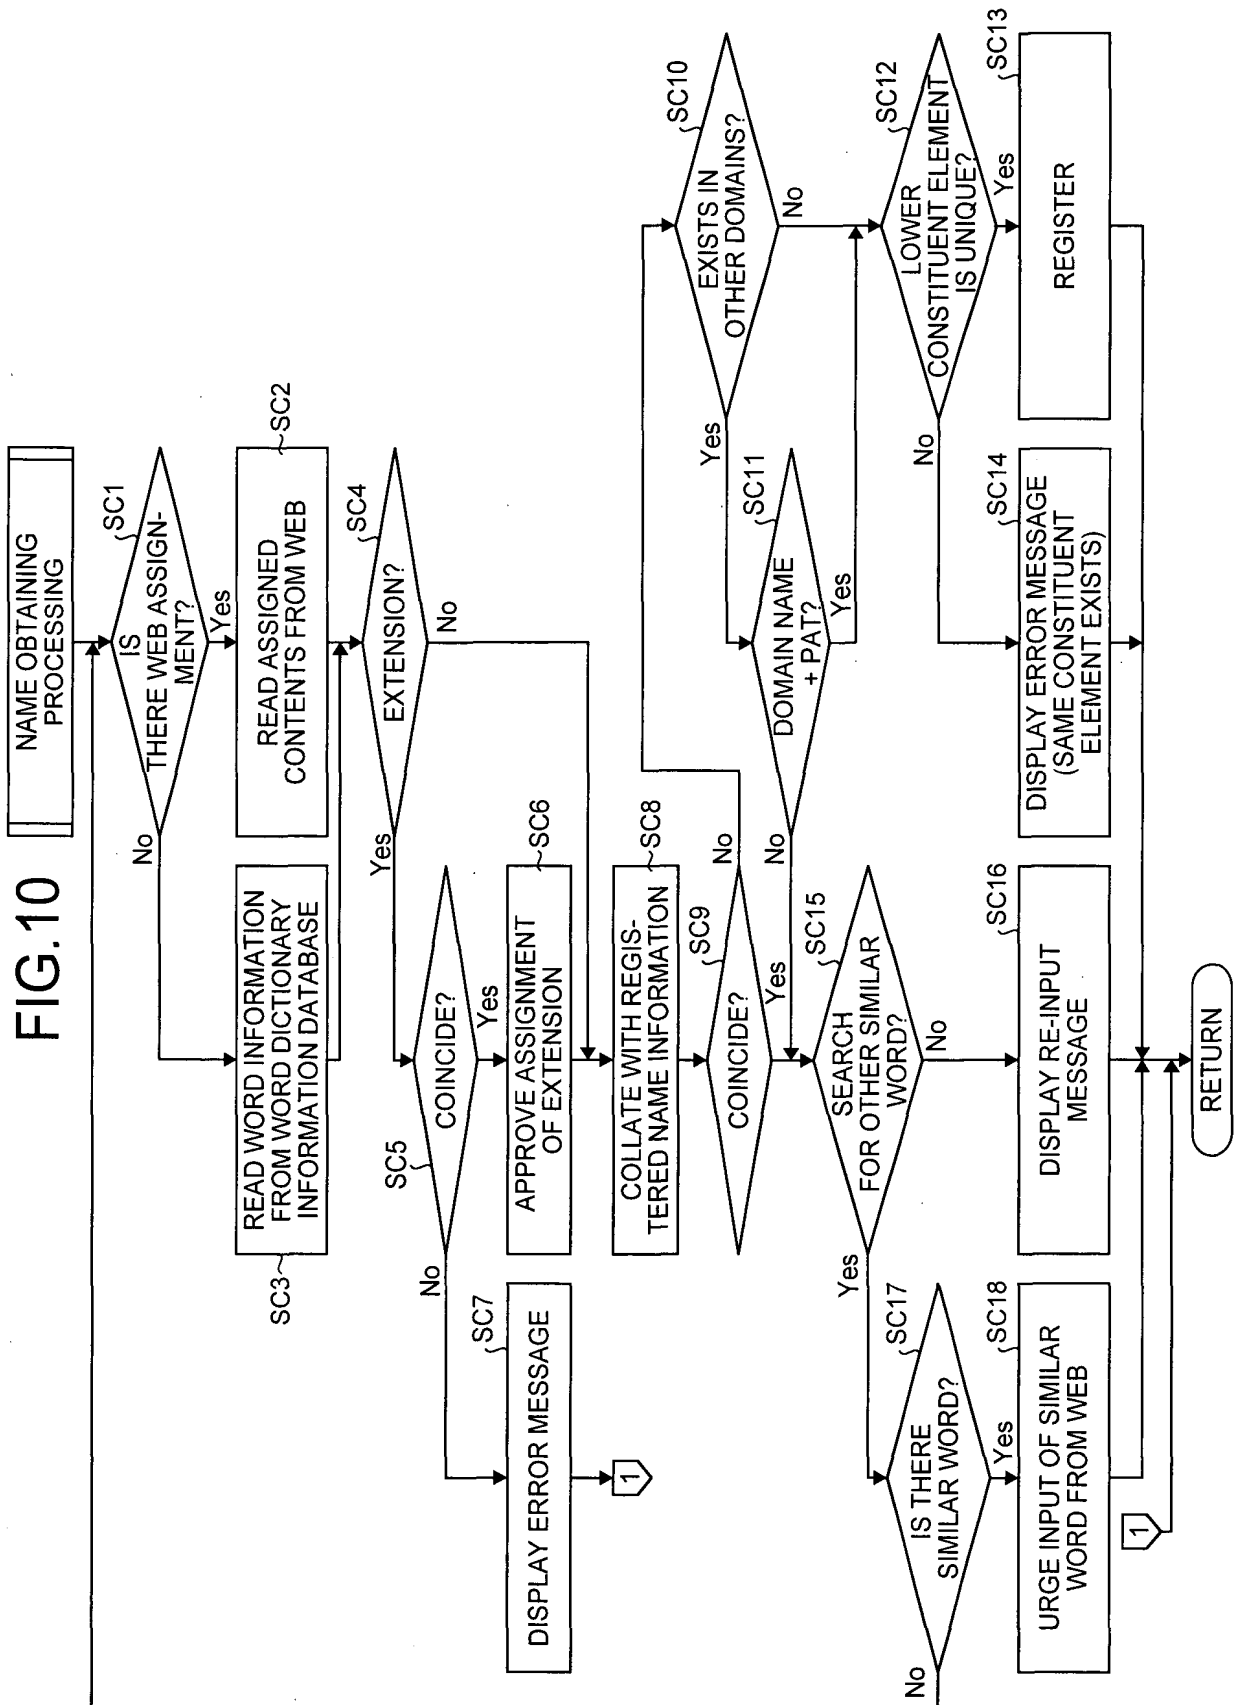 FIG.10
NAME OBTAINING
PROCESSING
SC1
IS
THERE WEB ASSIGN-
MENT?
No
Yes
SC2
READ ASSIGNED
CONTENTS FROM WEB
SC3
READ WORD INFORMATION
FROM WORD DICTIONARY
INFORMATION DATABASE
SC4
EXTENSION?
Yes
No
SC5
COINCIDE?
No
Yes
SC6
APPROVE ASSIGNMENT
OF EXTENSION
SC7
DISPLAY ERROR MESSAGE
1
SC8
COLLATE WITH REGIS-
TERED NAME INFORMATION
SC9
COINCIDE?
No
Yes
SC10
EXISTS IN
OTHER DOMAINS?
Yes
No
SC11
DOMAIN NAME
+ PAT?
No
Yes
SC12
LOWER
CONSTITUENT ELEMENT
IS UNIQUE?
No
Yes
SC13
REGISTER
SC14
DISPLAY ERROR MESSAGE
(SAME CONSTITUENT
ELEMENT EXISTS)
SC15
SEARCH
FOR OTHER SIMILAR
WORD?
Yes
No
SC16
DISPLAY RE-INPUT
MESSAGE
SC17
IS THERE
SIMILAR WORD?
No
Yes
SC18
URGE INPUT OF SIMILAR
WORD FROM WEB
1
RETURN